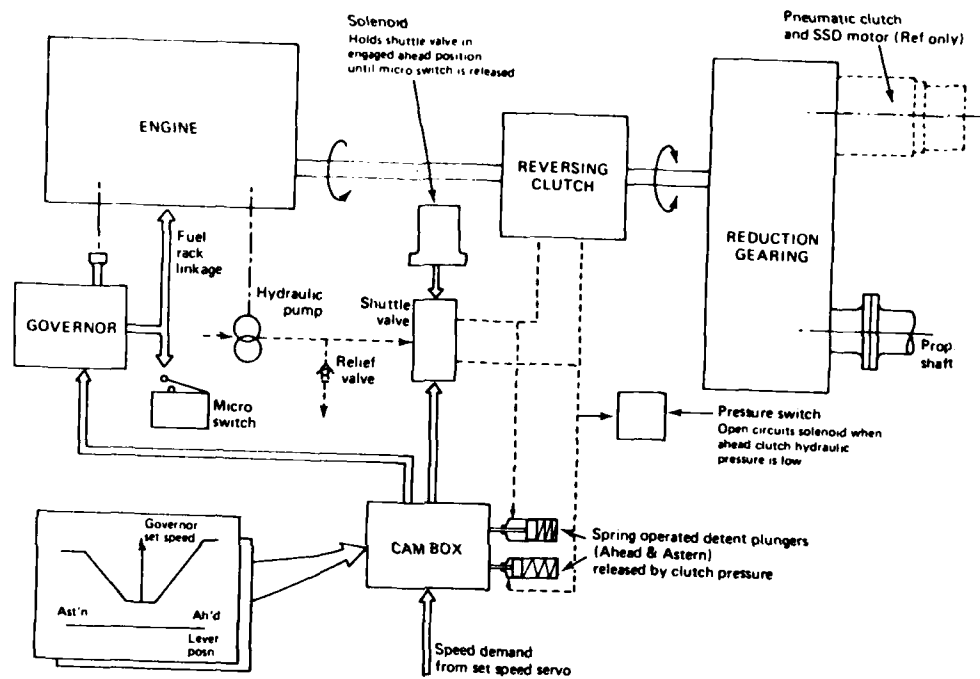 Solenoid
Holds shuttle valve in
engaged ahead position
until micro switch is released
Pneumatic clutch
and SSD motor (Ref only)
ENGINE
REVERSING
CLUTCH
REDUCTION
GEARING
Fuel
rack
linkage
Hydraulic
pump
Shuttle
valve
GOVERNOR
Relief
valve
Prop.
shaft
Micro
switch
Pressure switch
Open circuits solenoid when
ahead clutch hydraulic
pressure is low
Governor
set speed
CAM BOX
Spring operated detent plungers
(Ahead & Astern)
released by clutch pressure
Ast'n
Ah'd
Lever
posn
Speed demand
from set speed servo